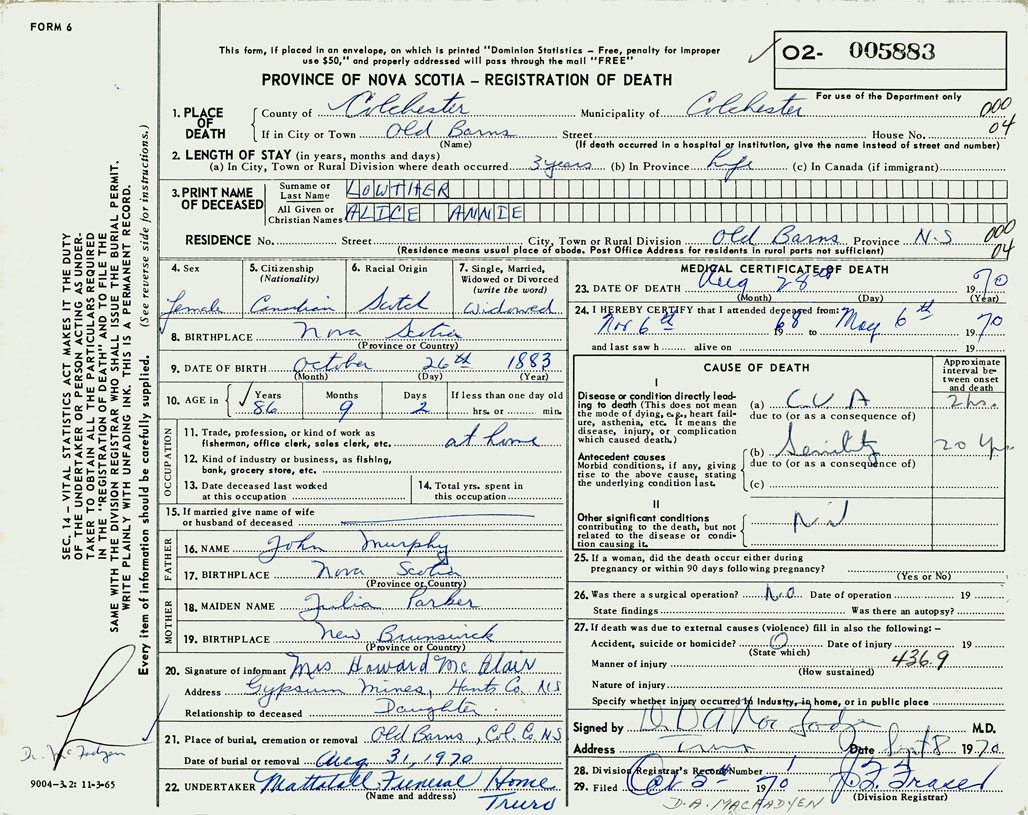 FORM 6
This form, if placed in an envelope, on which is printed "Dominion Statistics – Free, penalty for improper
use $50," and properly addressed will pass through the mail "FREE"
PROVINCE OF NOVA SCOTIA – REGISTRATION OF DEATH
O2- 005883
For use of the Department only
1. PLACE OF DEATH
County of Colchester Municipality of Colchester
000
04
If in City or Town Old Barns Street House No.
(Name) (If death occurred in a hospital or institution, give the name instead of street and number)
2. LENGTH OF STAY (in years, months and days)
(a) In City, Town or Rural Division where death occurred 3 years (b) In Province Life (c) In Canada (if immigrant)
3. PRINT NAME OF DECEASED
Surname or Last Name LOWTHER
All Given or Christian Names ALICE ANNIE
RESIDENCE No. Street City, Town or Rural Division Old Barns Province N.S
000
04
(Residence means usual place of abode. Post Office Address for residents in rural parts not sufficient)
4. Sex
female
5. Citizenship
(Nationality)
Canadian
6. Racial Origin
Scotch
7. Single, Married,
Widowed or Divorced
(write the word)
Widowed
8. BIRTHPLACE Nova Scotia
(Province or Country)
9. DATE OF BIRTH October 26th 1883
(Month) (Day) (Year)
10. AGE in Years Months Days If less than one day old
86 9 2 hrs. or min.
OCCUPATION
11. Trade, profession, or kind of work as
fisherman, office clerk, sales clerk, etc. at home
12. Kind of industry or business, as fishing,
bank, grocery store, etc.
13. Date deceased last worked
at this occupation
14. Total yrs. spent in
this occupation
15. If married give name of wife
or husband of deceased
FATHER
16. NAME John Murphy
17. BIRTHPLACE Nova Scotia
(Province or Country)
MOTHER
18. MAIDEN NAME Julia Parker
19. BIRTHPLACE New Brunswick
(Province or Country)
20. Signature of informant Mrs Howard Mc Blair
Address Gypsum Mines, Hants Co. NS
Relationship to deceased Daughter.
21. Place of burial, cremation or removal Old Barns, Col. Co. NS
Date of burial or removal Aug. 31, 1970
22. UNDERTAKER Mattatall Funeral Home
(Name and address) Truro
MEDICAL CERTIFICATE OF DEATH
23. DATE OF DEATH Aug 28th 1970
(Month) (Day) (Year)
24. I HEREBY CERTIFY that I attended deceased from:
Nov 6th 1968 to May 6th 1970
and last saw h alive on 19
CAUSE OF DEATH
Approximate
interval be-
tween onset
and death
I
Disease or condition directly lead-
ing to death (This does not mean
the mode of dying, e.g., heart fail-
ure, asthenia, etc. It means the
disease, injury, or complication
which caused death.)
(a) C.V.A 2 hrs.
due to (or as a consequence of)
Antecedent causes
Morbid conditions, if any, giving
rise to the above cause, stating
the underlying condition last.
(b) Senility 20 yrs.
due to (or as a consequence of)
(c)
II
Other significant conditions
contributing to the death, but not
related to the disease or condi-
tion causing it.
Nil
25. If a woman, did the death occur either during
pregnancy or within 90 days following pregnancy?
(Yes or No)
26. Was there a surgical operation? No Date of operation 19
State findings Was there an autopsy?
27. If death was due to external causes (violence) fill in also the following: –
Accident, suicide or homicide? O Date of injury 19
(State which)
Manner of injury 436.9
(How sustained)
Nature of injury
Specify whether injury occurred in Industry, in home, or in public place
Signed by M.D.
Address Truro Date Sept 8 1970
28. Division Registrar's Record Number 1
29. Filed Oct 5th 1970 J. Z. Fraser
(Division Registrar)
D.A. MACFADYEN
SEC. 14 – VITAL STATISTICS ACT MAKES IT THE DUTY
OF THE UNDERTAKER OR PERSON ACTING AS UNDER-
TAKER TO OBTAIN ALL THE PARTICULARS REQUIRED
IN THE "REGISTRATION OF DEATH" AND TO FILE THE
SAME WITH THE DIVISION REGISTRAR WHO SHALL ISSUE THE BURIAL PERMIT.
WRITE PLAINLY WITH UNFADING INK. THIS IS A PERMANENT RECORD.
Every item of information should be carefully supplied. (See reverse side for instructions.)
Dr. McFadyen
9004–3.2: 11-3-65